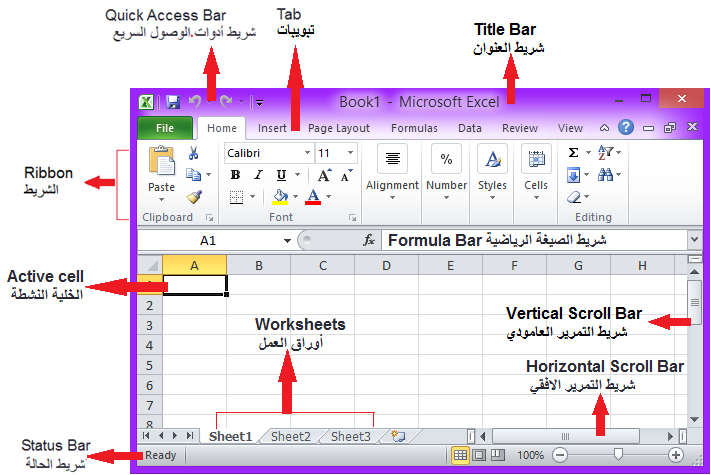 Quick Access Bar
شريط أدوات،الوصول السريع
Tab
تبويبات
Title Bar
شريط العنوان
Book1 - Microsoft Excel
File Home Insert Page Layout Formulas Data Review View
Ribbon
الشريط
Paste
Calibri 11
B I U A A
A
Alignment
%
Number
A
Styles
Cells
Σ
Clipboard Font Editing
A1
fx
Formula Bar شريط الصيغة الرياضية
A B C D E F G H
Active cell
الخلية النشطة
2
3
4
5
6
7
8
Worksheets
أوراق العمل
Vertical Scroll Bar
شريط التمرير العامودي
Horizontal Scroll Bar
شريط التمرير الافقي
Sheet1 Sheet2 Sheet3
Status Bar
شريط الحالة
Ready 100%